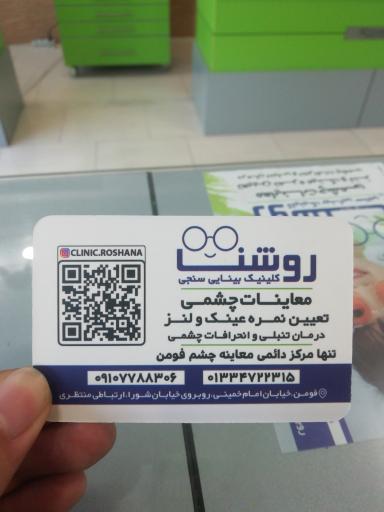 CLINIC.ROSHANA
روشنا
کلینیک بینایی سنجی
معاینات چشمی
تعیین نمره عینک و لنز
درمان تنبلی و انحرافات چشمی
تنها مرکز دائمی معاینه چشم فومن
۰۹۱۰۷۷۸۸۳۰۶ ۰۱۳۳۴۷۲۲۳۱۵
فومن،خیابان امام خمینی،روبروی خیابان شورا،ارتباطی منتظری
روشنا